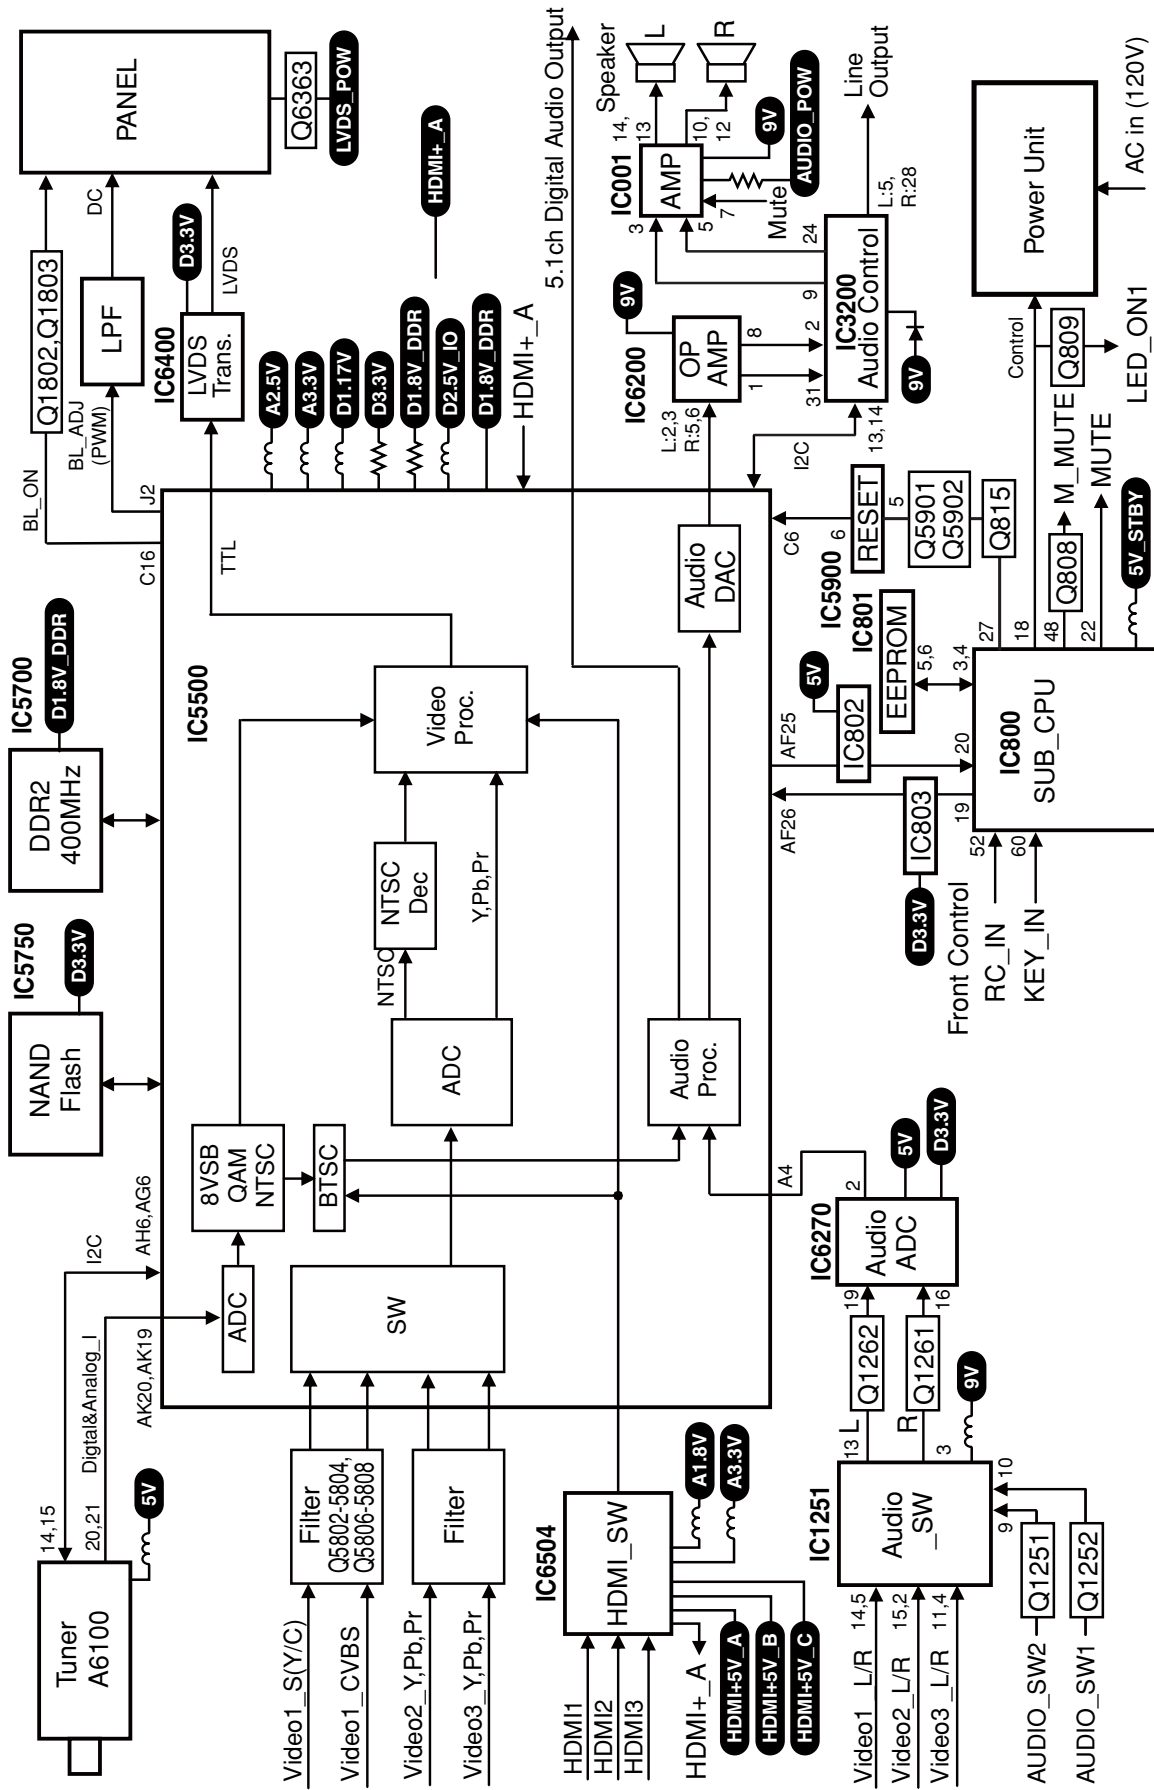 Tuner
A6100
14,15
20,21
5V
I2C
Digtal&Analog_I
AH6,AG6
AK20,AK19
IC5750
NAND
Flash
D3.3V
IC5700
DDR2
400MHz
D1.8V_DDR
BL_ON
C16
BL_ADJ
(PWM)
J2
Q1802,Q1803
LPF
DC
PANEL
Q6363
LVDS_POW
IC6400
LVDS
Trans.
D3.3V
LVDS
TTL
IC5500
ADC
8VSB
QAM
NTSC
BTSC
SW
ADC
NTSC
NTSC
Dec
Y,Pb,Pr
Video
Proc.
Audio
Proc.
Audio
DAC
A2.5V
A3.3V
D1.17V
D3.3V
D1.8V_DDR
D2.5V_IO
D1.8V_DDR
HDMI+_A
HDMI+_A
5.1ch Digital Audio Output
Video1_S(Y/C)
Video1_CVBS
Video2_Y,Pb,Pr
Video3_Y,Pb,Pr
Filter
Q5802-5804,
Q5806-5808
Filter
IC6504
HDMI_SW
HDMI1
HDMI2
HDMI3
HDMI+_A
HDMI+5V_A
HDMI+5V_B
HDMI+5V_C
A1.8V
A3.3V
IC1251
Audio
_SW
Video1_L/R
14,5
Video2_L/R
15,2
Video3_L/R
11,4
AUDIO_SW2
Q1251
9
AUDIO_SW1
Q1252
10
13
L
Q1262
19
3
R
Q1261
16
9V
IC6270
Audio
ADC
2
A4
5V
D3.3V
Front Control
RC_IN
52
KEY_IN
60
IC800
SUB_CPU
19
IC803
D3.3V
AF26
20
IC802
5V
AF25
3,4
5,6
IC801
EEPROM
IC5900
RESET
C6
6
5
Q5901
Q5902
Q815
27
18
48
22
Q808
M_MUTE
MUTE
5V_STBY
Control
Q809
LED_ON1
Power Unit
AC in (120V)
IC6200
OP
AMP
9V
L:2,3
R:5,6
1
8
31
2
9
24
IC3200
Audio Control
I2C
13,14
9V
L:5,
R:28
Line
Output
IC001
AMP
3
5
7
Mute
14,
13
10,
12
9V
AUDIO_POW
Speaker
L
R